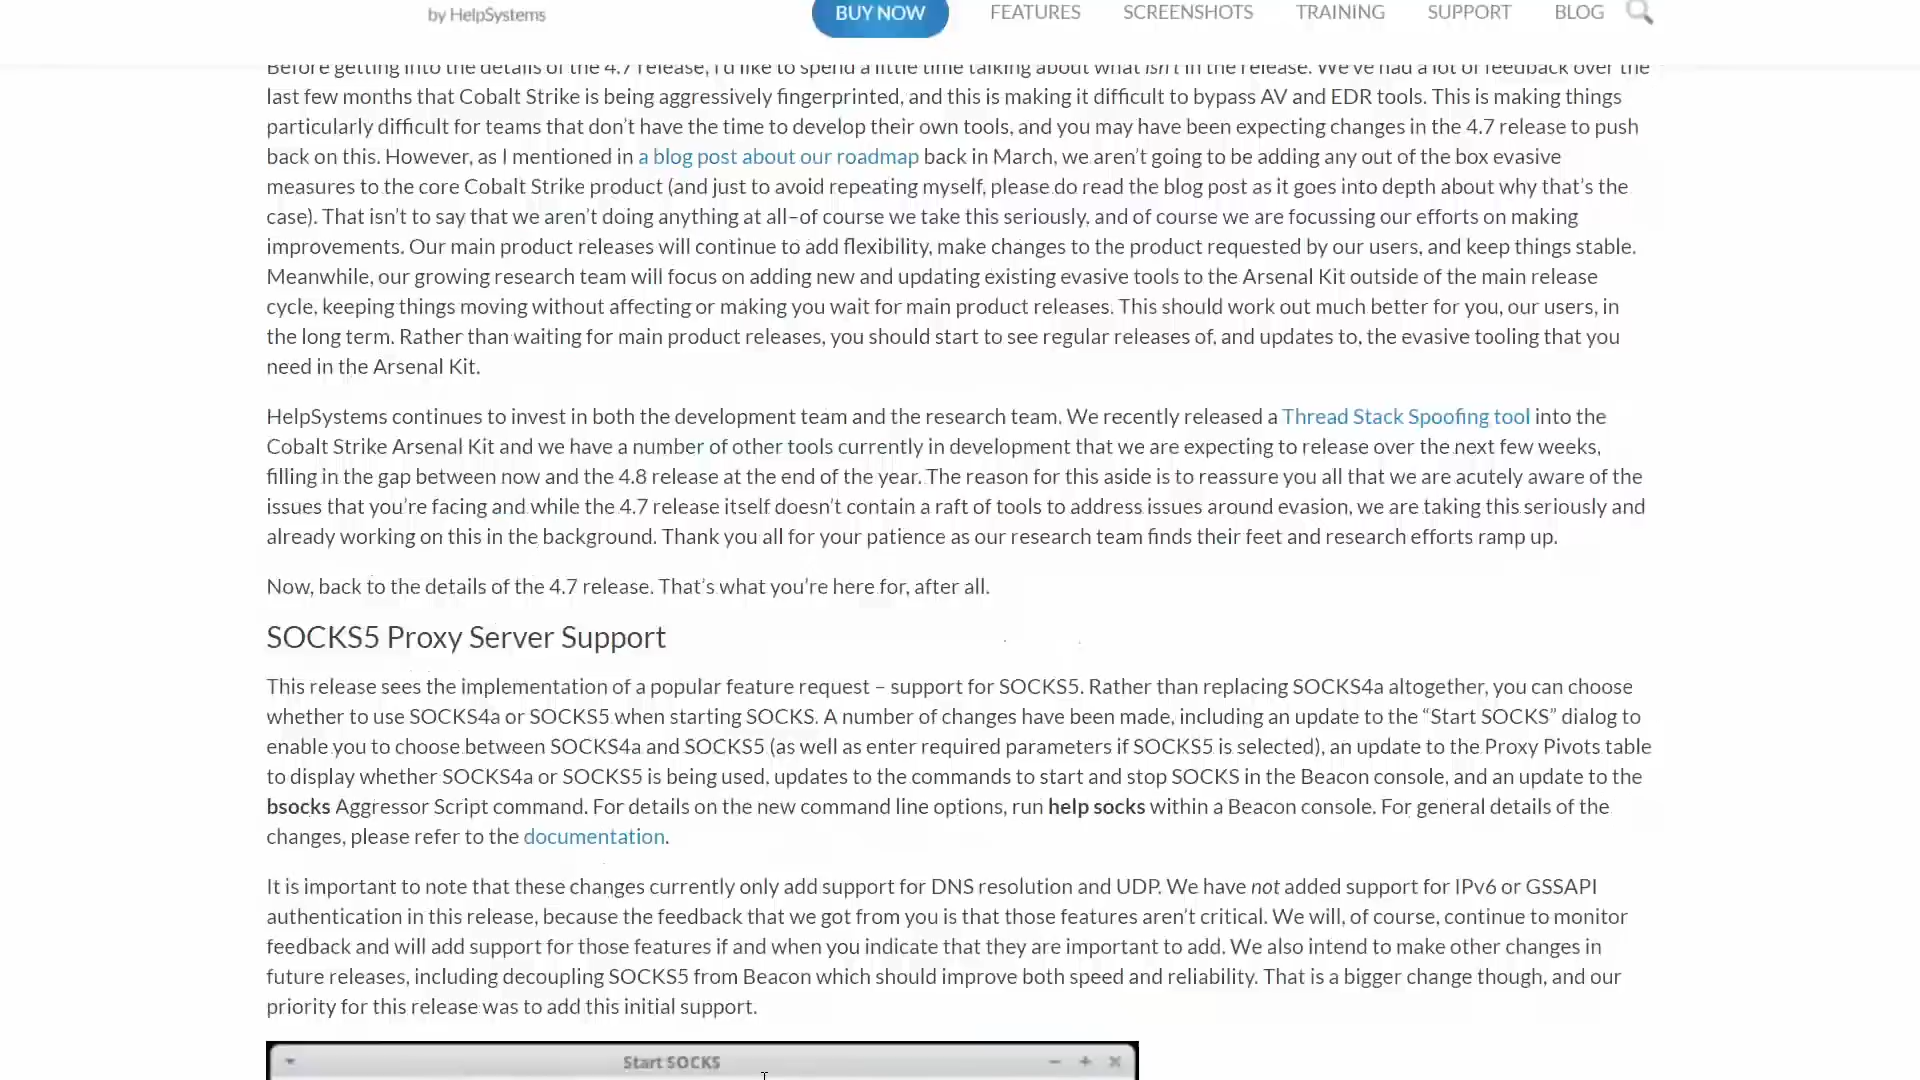 by HelpSystems
BUY NOW
FEATURES
SCREENSHOTS
TRAINING
SUPPORT
BLOG
Before getting into the details of the 4.7 release, I'd like to spend a little time talking about what isn't in the release. We've had a lot of feedback over the
last few months that Cobalt Strike is being aggressively fingerprinted, and this is making it difficult to bypass AV and EDR tools. This is making things
particularly difficult for teams that don't have the time to develop their own tools, and you may have been expecting changes in the 4.7 release to push
back on this. However, as I mentioned in a blog post about our roadmap back in March, we aren't going to be adding any out of the box evasive
measures to the core Cobalt Strike product (and just to avoid repeating myself, please do read the blog post as it goes into depth about why that's the
case). That isn't to say that we aren't doing anything at all–of course we take this seriously, and of course we are focussing our efforts on making
improvements. Our main product releases will continue to add flexibility, make changes to the product requested by our users, and keep things stable.
Meanwhile, our growing research team will focus on adding new and updating existing evasive tools to the Arsenal Kit outside of the main release
cycle, keeping things moving without affecting or making you wait for main product releases. This should work out much better for you, our users, in
the long term. Rather than waiting for main product releases, you should start to see regular releases of, and updates to, the evasive tooling that you
need in the Arsenal Kit.
HelpSystems continues to invest in both the development team and the research team. We recently released a Thread Stack Spoofing tool into the
Cobalt Strike Arsenal Kit and we have a number of other tools currently in development that we are expecting to release over the next few weeks,
filling in the gap between now and the 4.8 release at the end of the year. The reason for this aside is to reassure you all that we are acutely aware of the
issues that you're facing and while the 4.7 release itself doesn't contain a raft of tools to address issues around evasion, we are taking this seriously and
already working on this in the background. Thank you all for your patience as our research team finds their feet and research efforts ramp up.
Now, back to the details of the 4.7 release. That's what you're here for, after all.
SOCKS5 Proxy Server Support
This release sees the implementation of a popular feature request – support for SOCKS5. Rather than replacing SOCKS4a altogether, you can choose
whether to use SOCKS4a or SOCKS5 when starting SOCKS. A number of changes have been made, including an update to the “Start SOCKS” dialog to
enable you to choose between SOCKS4a and SOCKS5 (as well as enter required parameters if SOCKS5 is selected), an update to the Proxy Pivots table
to display whether SOCKS4a or SOCKS5 is being used, updates to the commands to start and stop SOCKS in the Beacon console, and an update to the
bsocks Aggressor Script command. For details on the new command line options, run help socks within a Beacon console. For general details of the
changes, please refer to the documentation.
It is important to note that these changes currently only add support for DNS resolution and UDP. We have not added support for IPv6 or GSSAPI
authentication in this release, because the feedback that we got from you is that those features aren't critical. We will, of course, continue to monitor
feedback and will add support for those features if and when you indicate that they are important to add. We also intend to make other changes in
future releases, including decoupling SOCKS5 from Beacon which should improve both speed and reliability. That is a bigger change though, and our
priority for this release was to add this initial support.
Start SOCKS